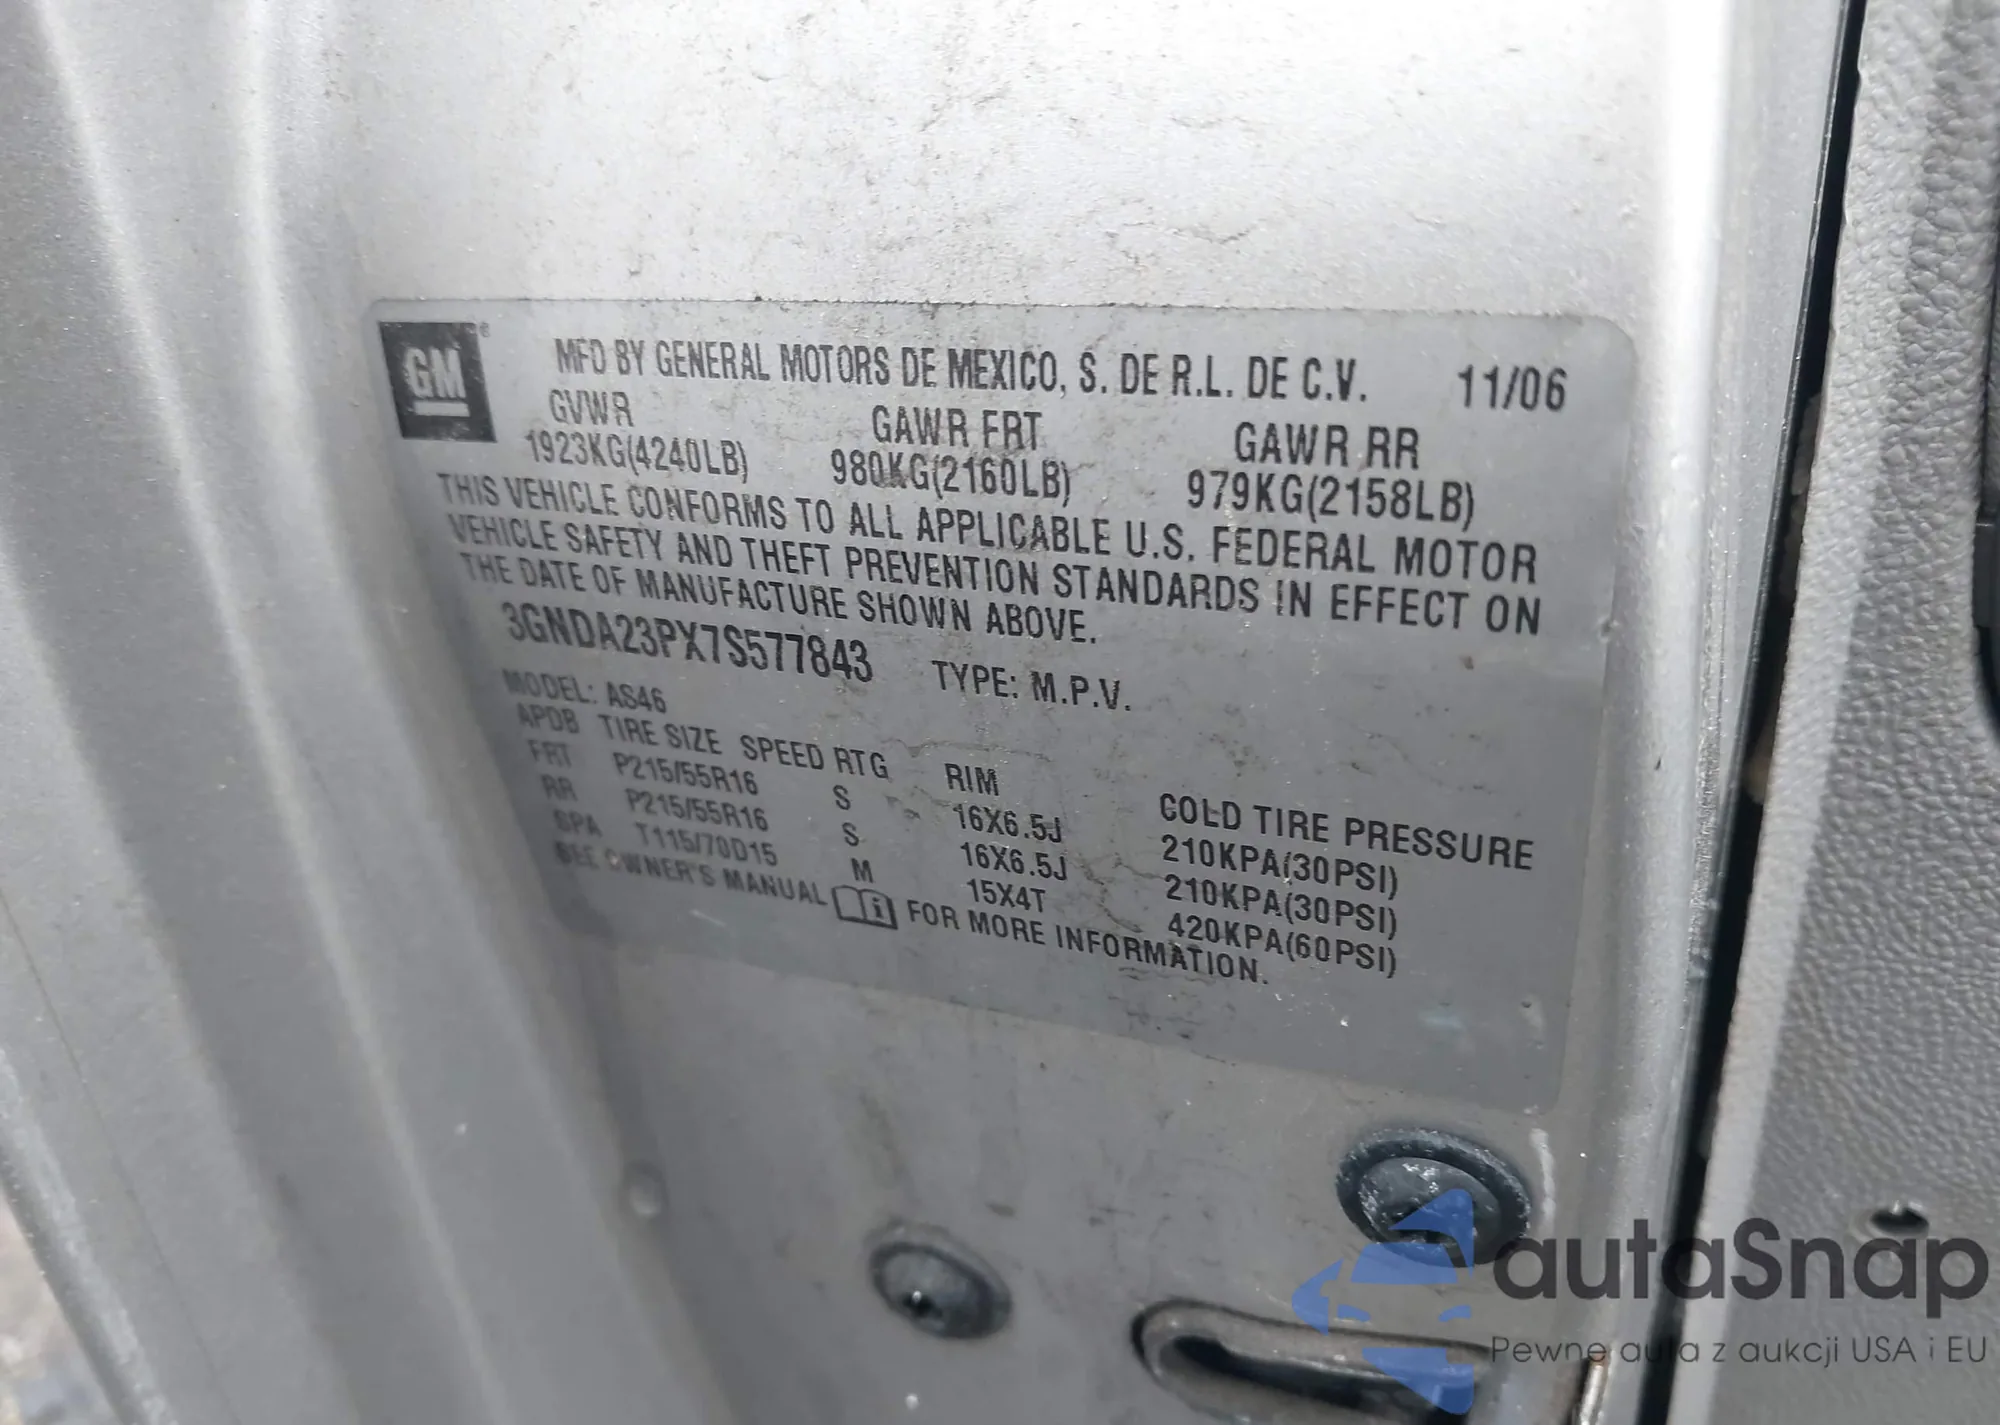 GM ®
MFD BY GENERAL MOTORS DE MEXICO, S. DE R.L. DE C.V. 11/06
GVWR GAWR FRT GAWR RR
1923KG(4240LB) 980KG(2160LB) 979KG(2158LB)
THIS VEHICLE CONFORMS TO ALL APPLICABLE U.S. FEDERAL MOTOR
VEHICLE SAFETY AND THEFT PREVENTION STANDARDS IN EFFECT ON
THE DATE OF MANUFACTURE SHOWN ABOVE.
3GNDA23PX7S577843 TYPE: M.P.V.
MODEL: AS46
APDB TIRE SIZE SPEED RTG RIM COLD TIRE PRESSURE
FRT P215/55R16 S 16X6.5J 210KPA(30PSI)
RR P215/55R16 S 16X6.5J 210KPA(30PSI)
SPA T115/70D15 M 15X4T 420KPA(60PSI)
SEE OWNER'S MANUAL FOR MORE INFORMATION.
autaSnap
Pewne auta z aukcji USA i EU